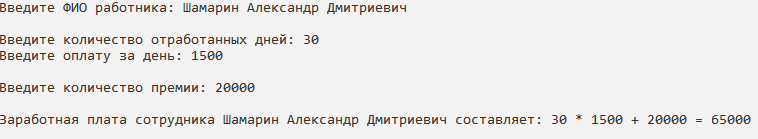 Введите ФИО работника: Шамарин Александр Дмитриевич
Введите количество отработанных дней: 30
Введите оплату за день: 1500
Введите количество премии: 20000
Заработная плата сотрудника Шамарин Александр Дмитриевич составляет: 30 * 1500 + 20000 = 65000